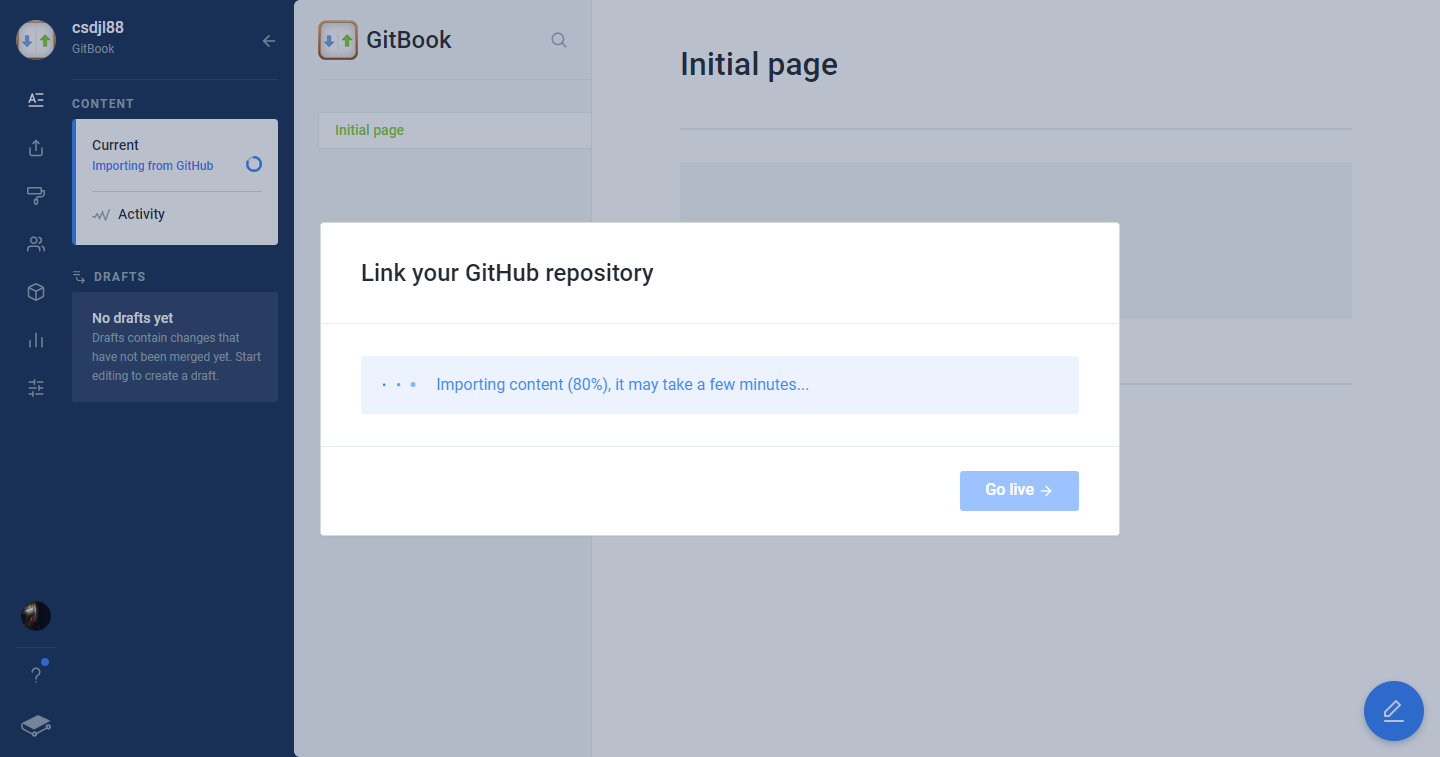 csdjl88
GitBook
CONTENT
Current
Importing from GitHub
Activity
DRAFTS
No drafts yet
Drafts contain changes that
have not been merged yet. Start
editing to create a draft.
GitBook
Initial page
Initial page
Link your GitHub repository
Importing content (80%), it may take a few minutes...
Go live